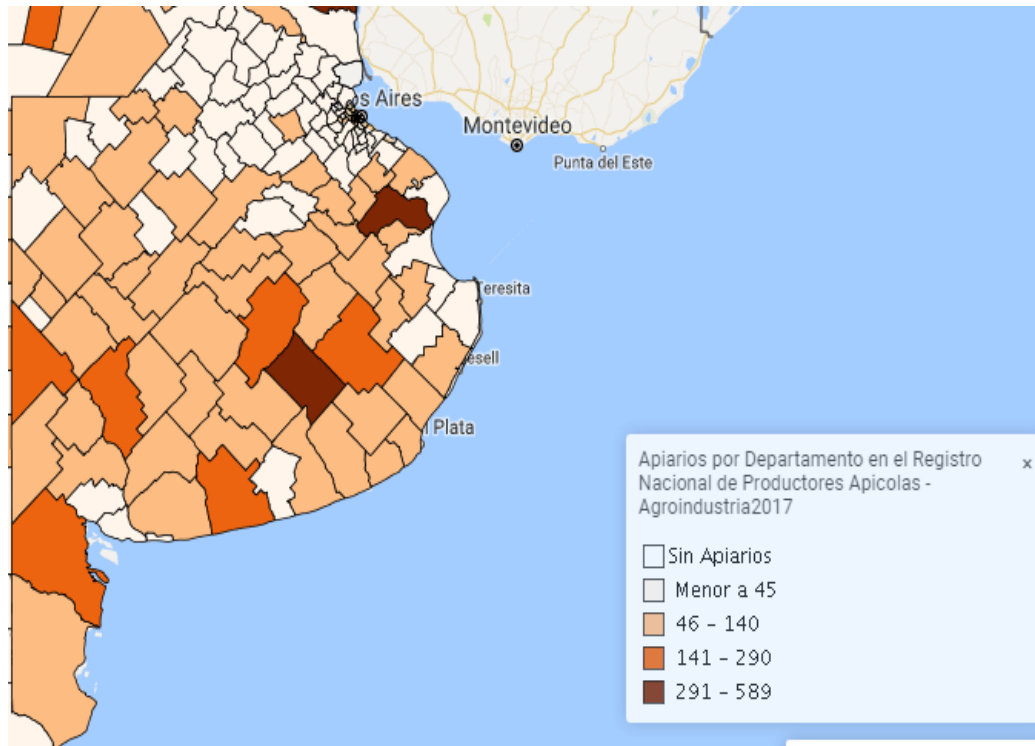 os Aires
Montevideo
Punta del Este
Teresita
esell
l Plata
Apiarios por Departamento en el Registro
Nacional de Productores Apicolas -
Agroindustria2017
x
Sin Apiarios
Menor a 45
46 - 140
141 - 290
291 - 589